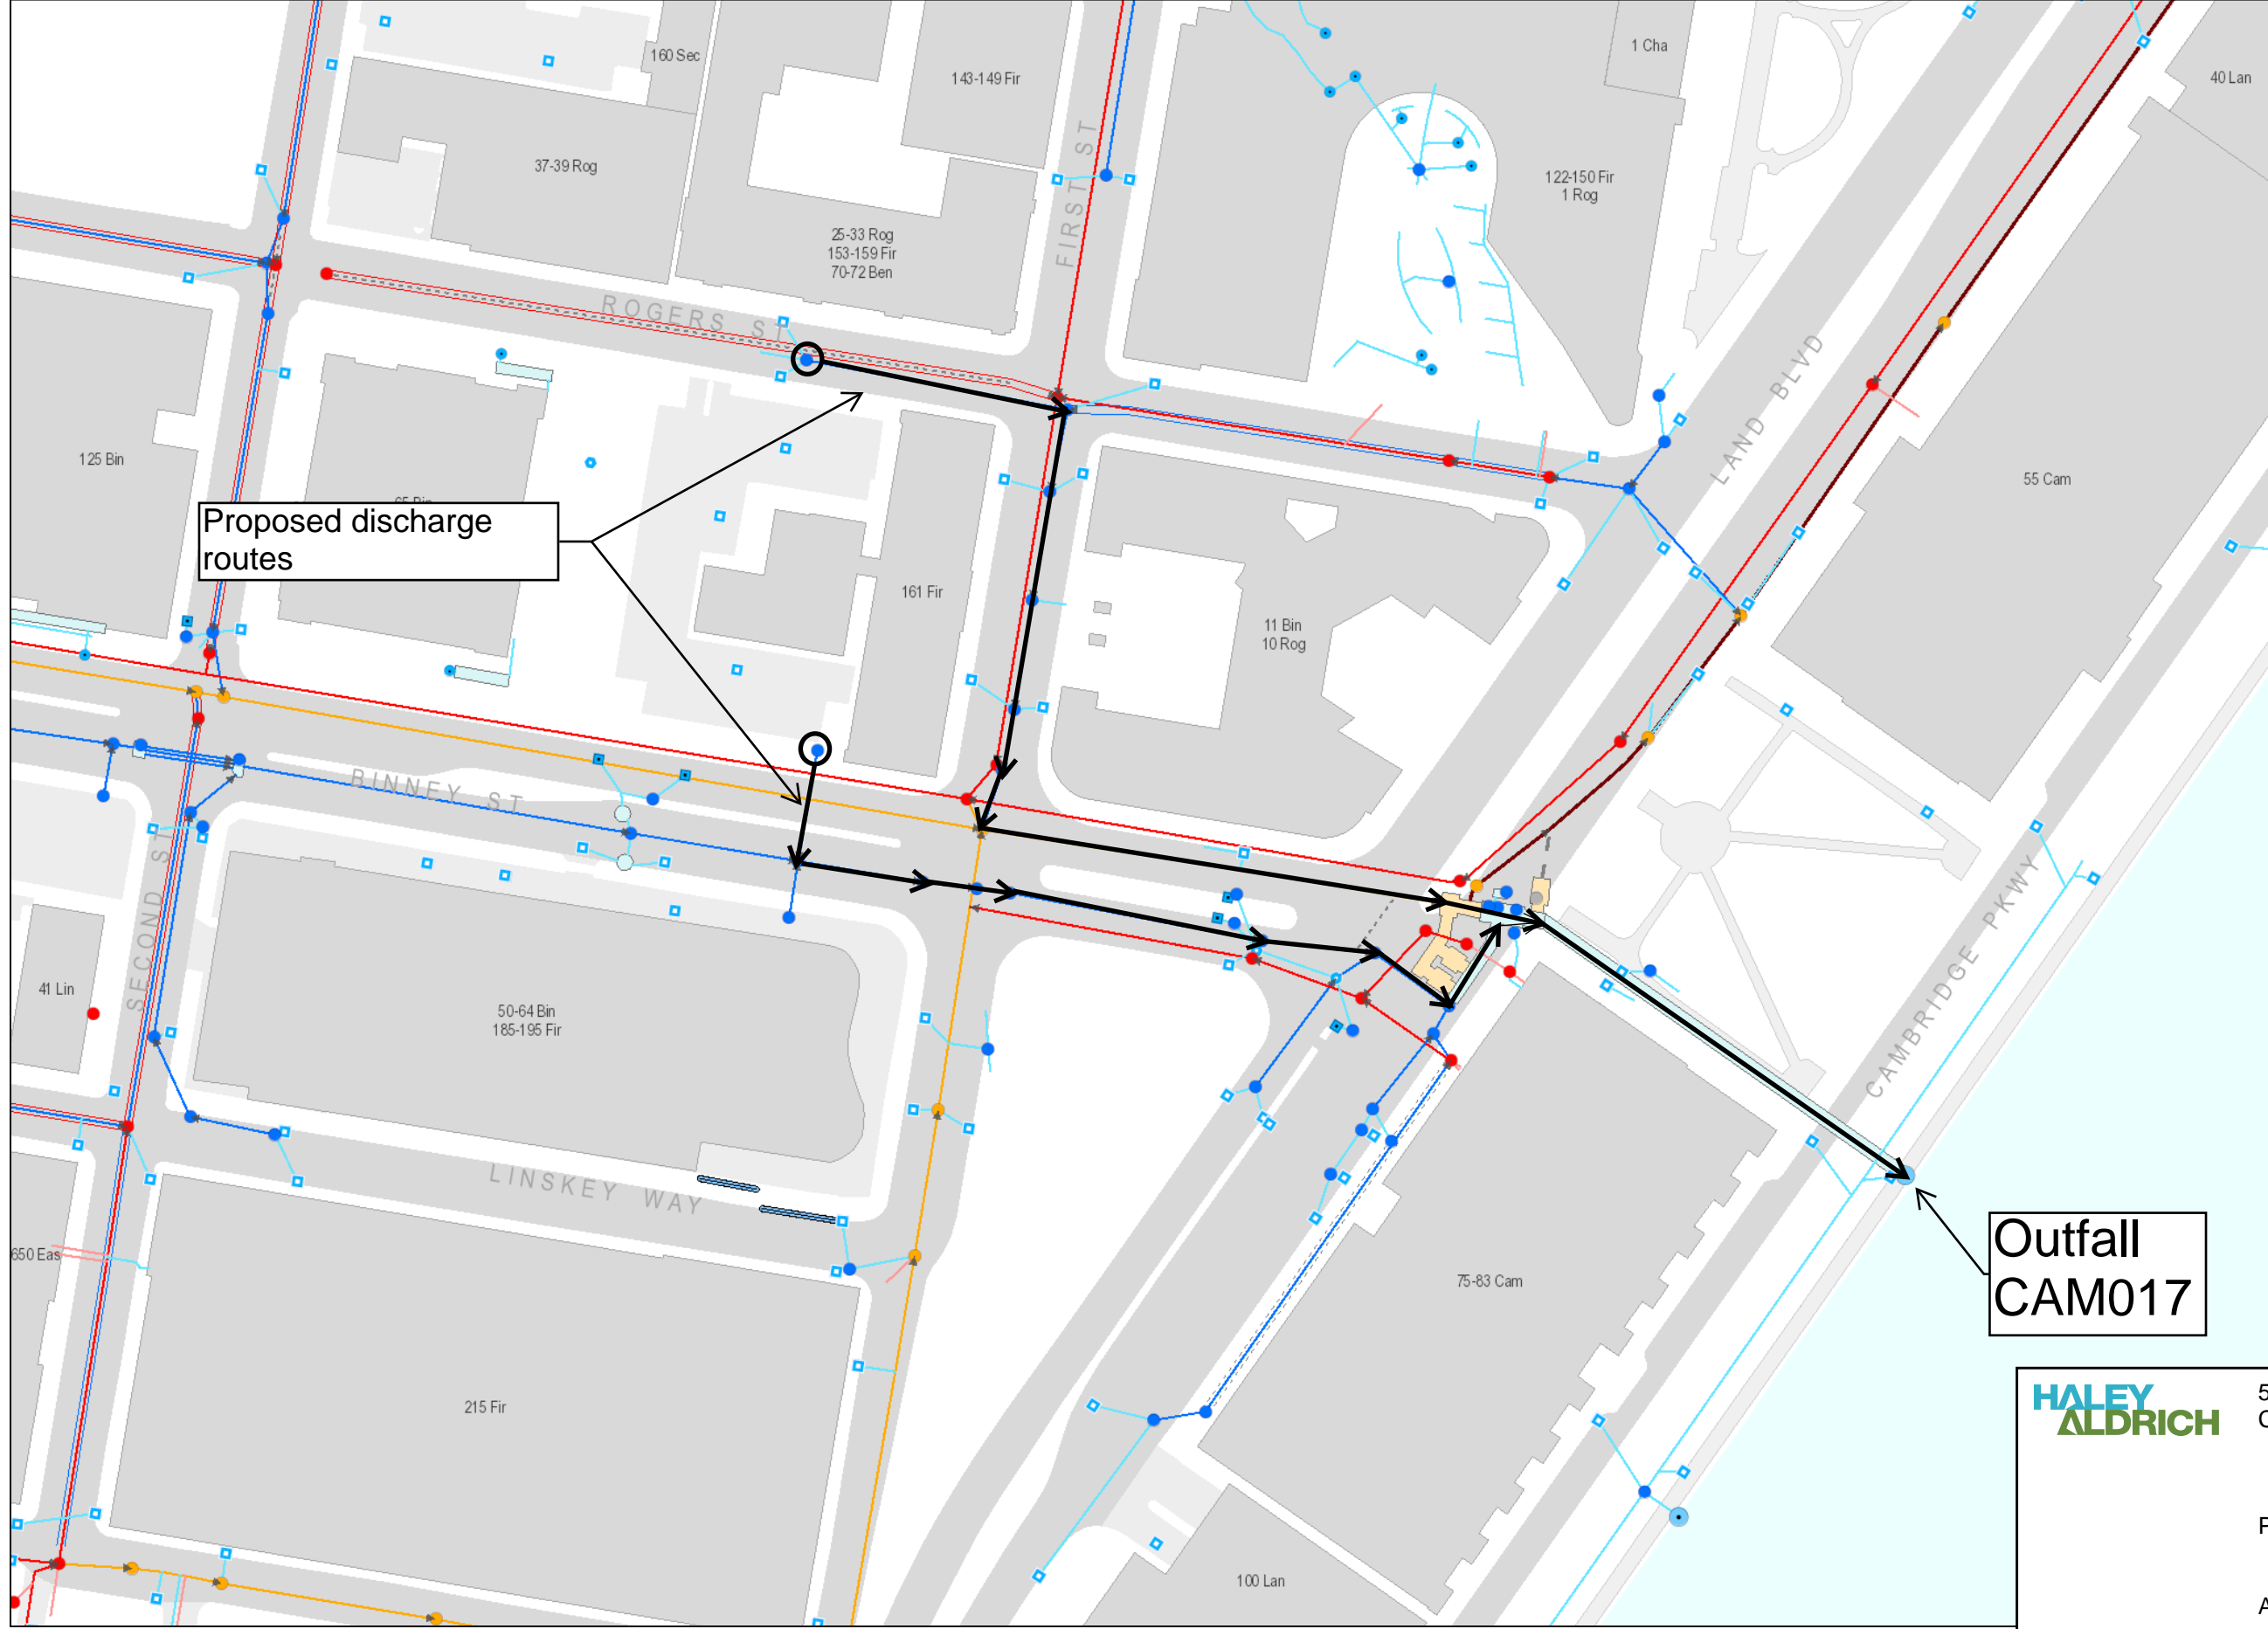 160 Sec
143-149 Fir
1 Cha
40 Lan
37-39 Rog
122-150 Fir
1 Rog
25-33 Rog
153-159 Fir
70-72 Ben
FIRST ST
ROGERS ST
LAND BLVD
125 Bin
65 Bin
55 Cam
Proposed discharge
routes
161 Fir
11 Bin
10 Rog
BINNEY ST
SECOND ST
41 Lin
50-64 Bin
185-195 Fir
CAMBRIDGE PKWY
LINSKEY WAY
Outfall
CAM017
650 Eas
75-83 Cam
215 Fir
HALEY
ALDRICH
5
100 Lan